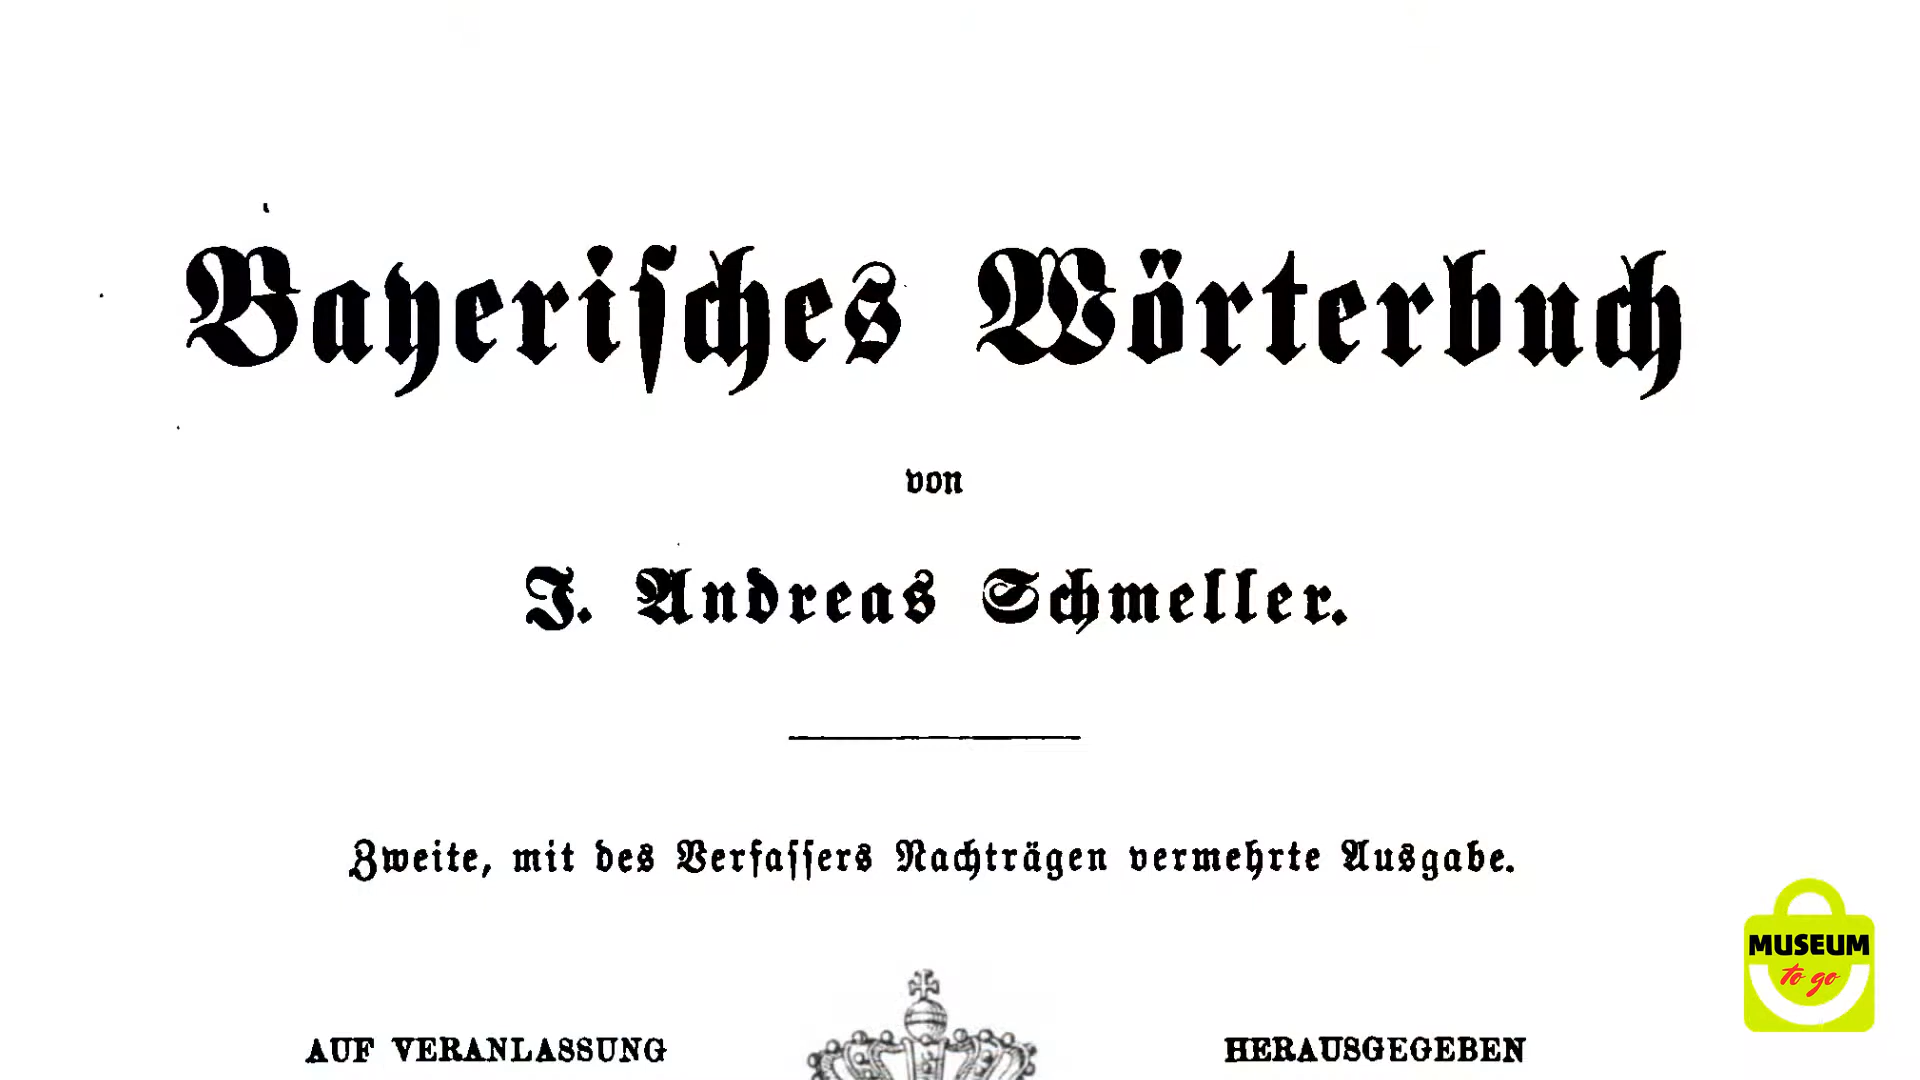 Bayeriſches Wörterbuch
von
J. Andreas Schmeller.
Zweite, mit des Verfaſſers Nachträgen vermehrte Ausgabe.
AUF VERANLASSUNG
HERAUSGEGEBEN
MUSEUM
to go